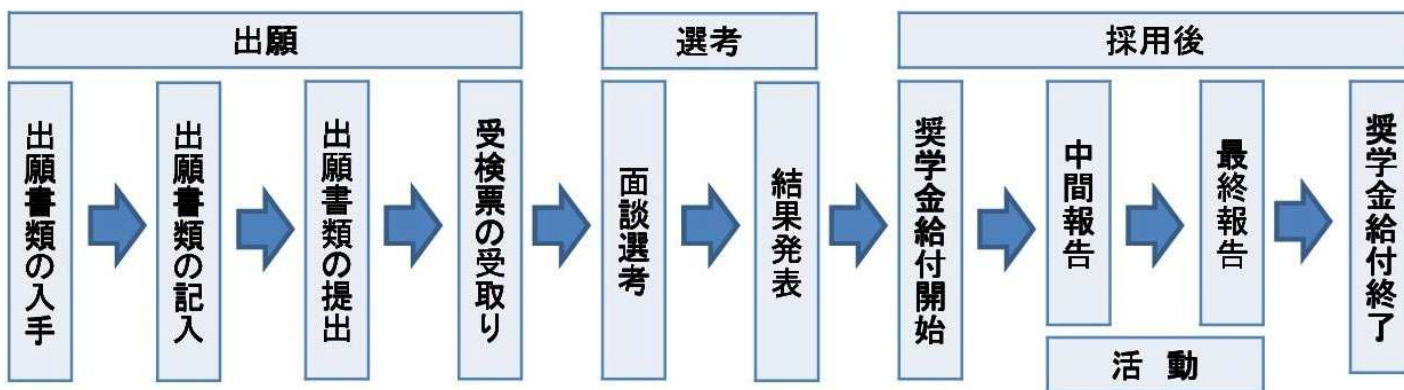 出願
選考
採用後
出願書類の入手
出願書類の記入
出願書類の提出
受検票の受取り
面談選考
結果発表
奨学金給付開始
中間報告
最終報告
奨学金給付終了
活 動